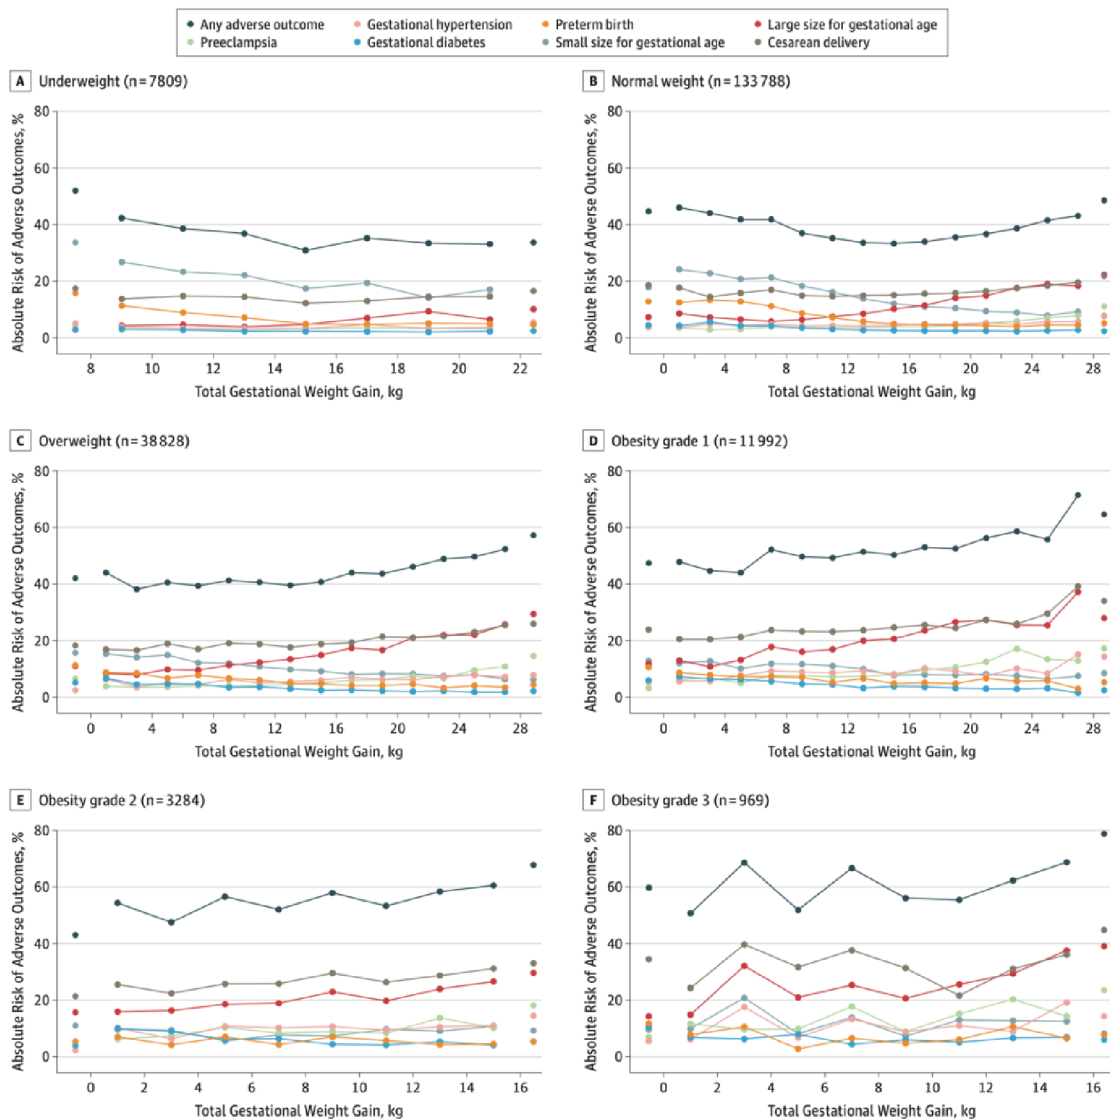 Any adverse outcome
Gestational hypertension
Preterm birth
Large size for gestational age
Preeclampsia
Gestational diabetes
Small size for gestational age
Cesarean delivery
A Underweight (n = 7809)
Absolute Risk of Adverse Outcomes, %
80
60
40
20
0
8 10 12 14 16 18 20 21 22
Total Gestational Weight Gain, kg
B Normal weight (n = 133 788)
Absolute Risk of Adverse Outcomes, %
80
60
40
20
0
0 4 8 12 16 20 24 28
Total Gestational Weight Gain, kg
C Overweight (n = 38 828)
Absolute Risk of Adverse Outcomes, %
80
60
40
20
0
0 4 8 12 16 20 24 28
Total Gestational Weight Gain, kg
D Obesity grade 1 (n = 11 992)
Absolute Risk of Adverse Outcomes, %
80
60
40
20
0
0 4 8 12 16 20 24 28
Total Gestational Weight Gain, kg
E Obesity grade 2 (n = 3284)
Absolute Risk of Adverse Outcomes, %
80
60
40
20
0
0 2 4 6 8 10 12 14 16
Total Gestational Weight Gain, kg
F Obesity grade 3 (n = 969)
Absolute Risk of Adverse Outcomes, %
80
60
40
20
0
0 2 4 6 8 10 12 14 16
Total Gestational Weight Gain, kg